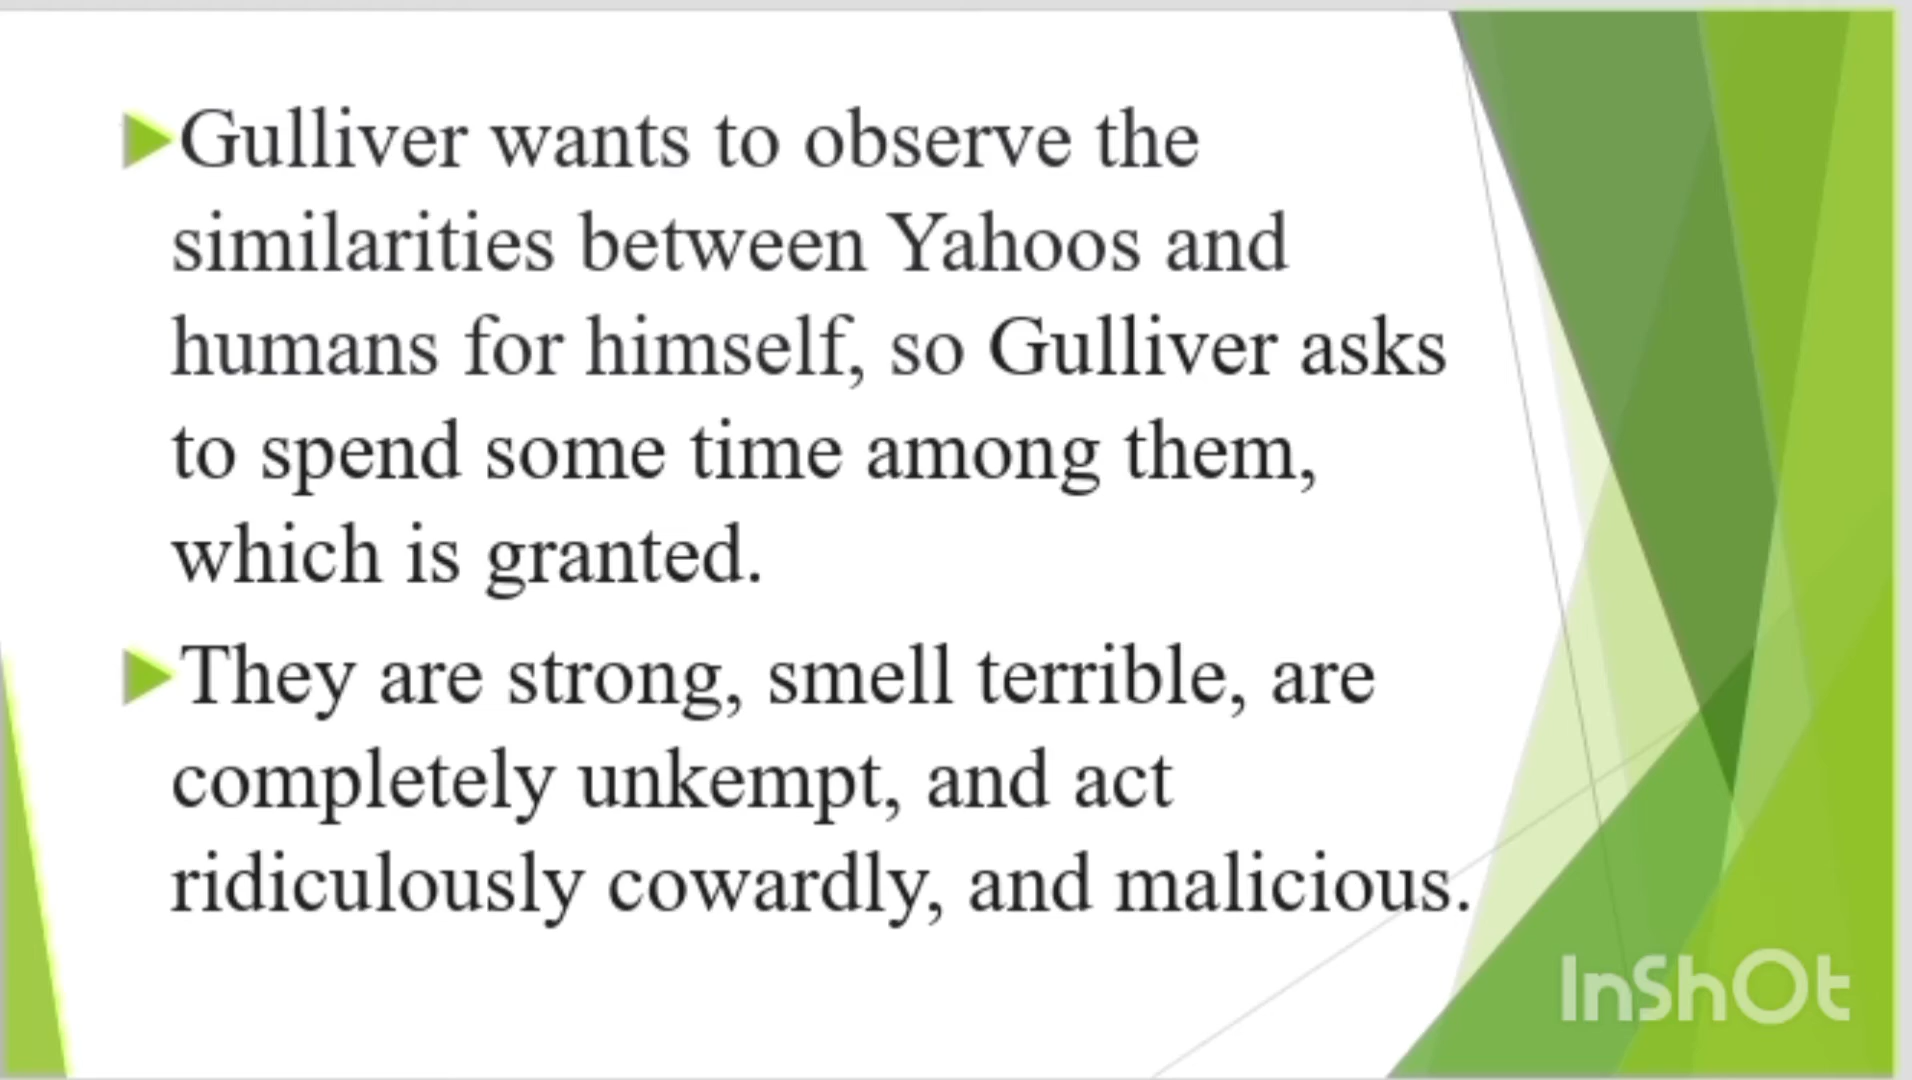 Gulliver wants to observe the
similarities between Yahoos and
humans for himself, so Gulliver asks
to spend some time among them,
which is granted.
They are strong, smell terrible, are
completely unkempt, and act
ridiculously cowardly, and malicious.
InShOt